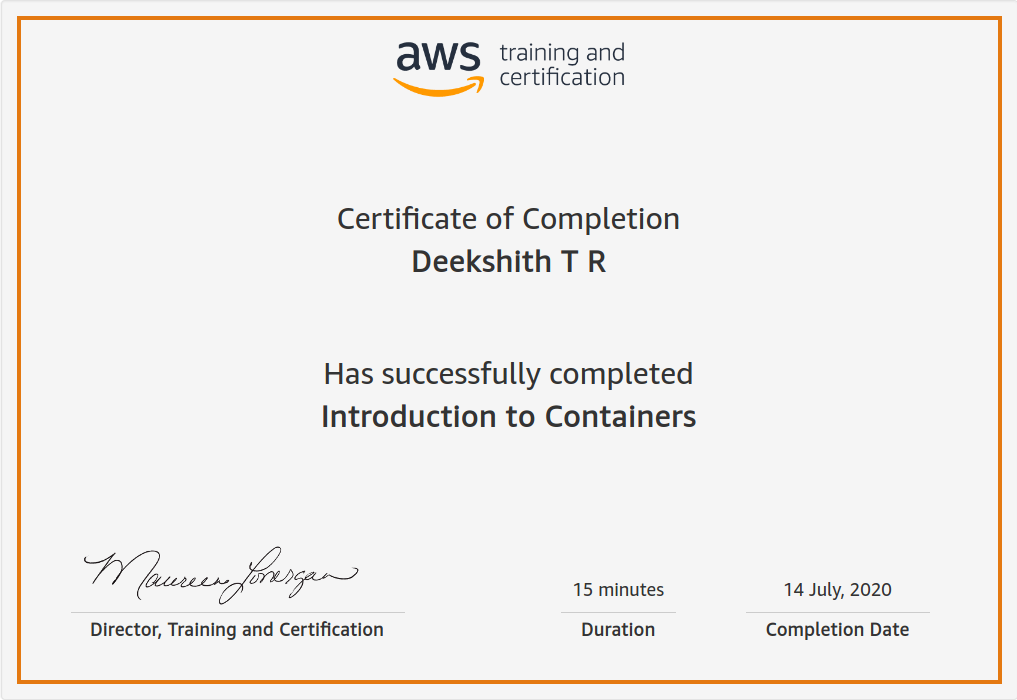 aws training and
certification
Certificate of Completion
Deekshith T R
Has successfully completed
Introduction to Containers
Maureen Lonergan
Director, Training and Certification
15 minutes
Duration
14 July, 2020
Completion Date